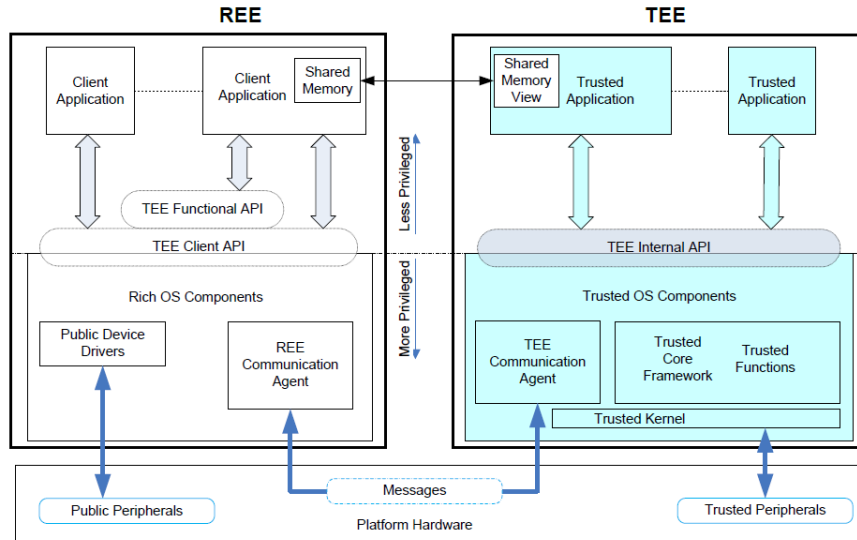 REE
TEE
Client
Application
Client
Application
Shared
Memory
Shared
Memory
View
Trusted
Application
Trusted
Application
Less Privileged
TEE Functional API
TEE Client API
TEE Internal API
More Privileged
Rich OS Components
Public Device
Drivers
REE
Communication
Agent
Trusted OS Components
TEE
Communication
Agent
Trusted
Core
Framework
Trusted
Functions
Trusted Kernel
Messages
Public Peripherals
Trusted Peripherals
Platform Hardware